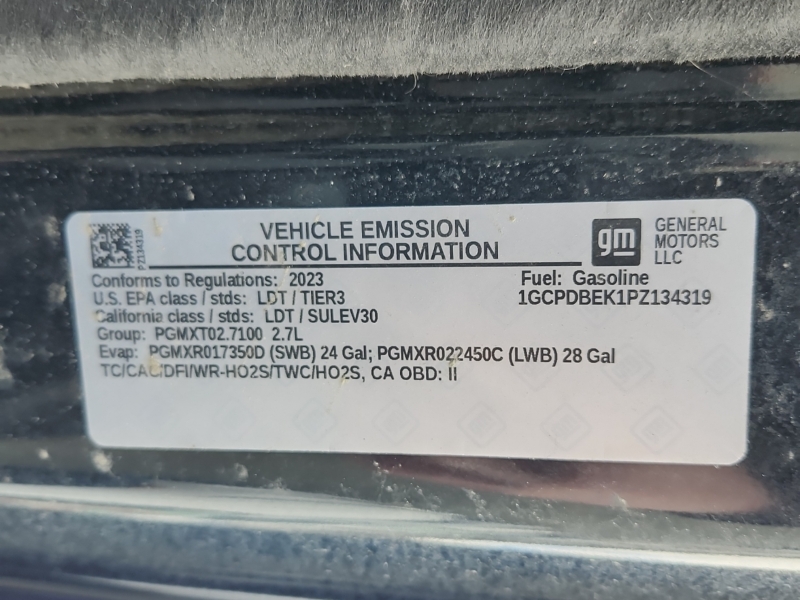 PZ134319
VEHICLE EMISSION
CONTROL INFORMATION
gm
GENERAL
MOTORS
LLC
Conforms to Regulations: 2023
Fuel: Gasoline
U.S. EPA class / stds: LDT / TIER3
1GCPDBEK1PZ134319
California class / stds: LDT / SULEV30
Group: PGMXT02.7100 2.7L
Evap: PGMXR017350D (SWB) 24 Gal; PGMXR022450C (LWB) 28 Gal
TC/CAC/DFI/WR-HO2S/TWC/HO2S, CA OBD: II